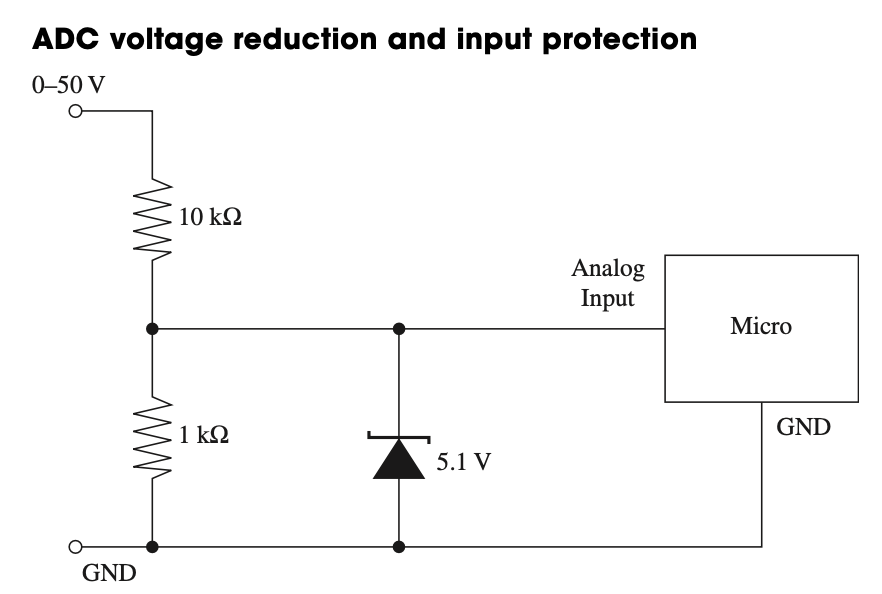 ADC voltage reduction and input protection
0–50 V
10 kΩ
Analog
Input
Micro
1 kΩ
GND
5.1 V
GND